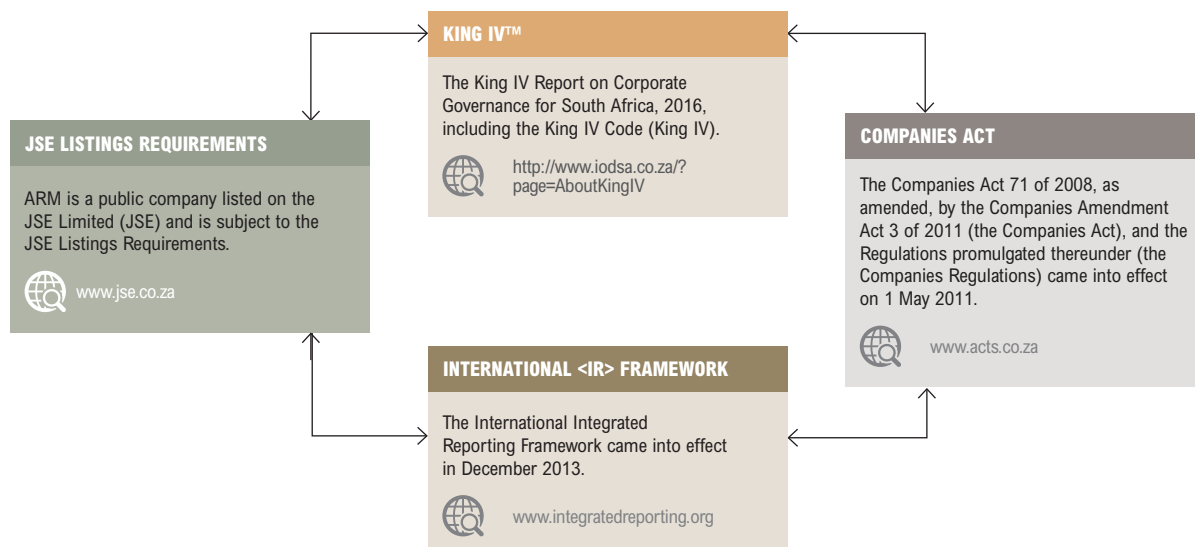 KING IV™
The King IV Report on Corporate
Governance for South Africa, 2016,
including the King IV Code (King IV).
http://www.iodsa.co.za/?
page=AboutKingIV
JSE LISTINGS REQUIREMENTS
ARM is a public company listed on the
JSE Limited (JSE) and is subject to the
JSE Listings Requirements.
www.jse.co.za
COMPANIES ACT
The Companies Act 71 of 2008, as
amended, by the Companies Amendment
Act 3 of 2011 (the Companies Act), and the
Regulations promulgated thereunder (the
Companies Regulations) came into effect
on 1 May 2011.
www.acts.co.za
INTERNATIONAL <IR> FRAMEWORK
The International Integrated
Reporting Framework came into effect
in December 2013.
www.integratedreporting.org